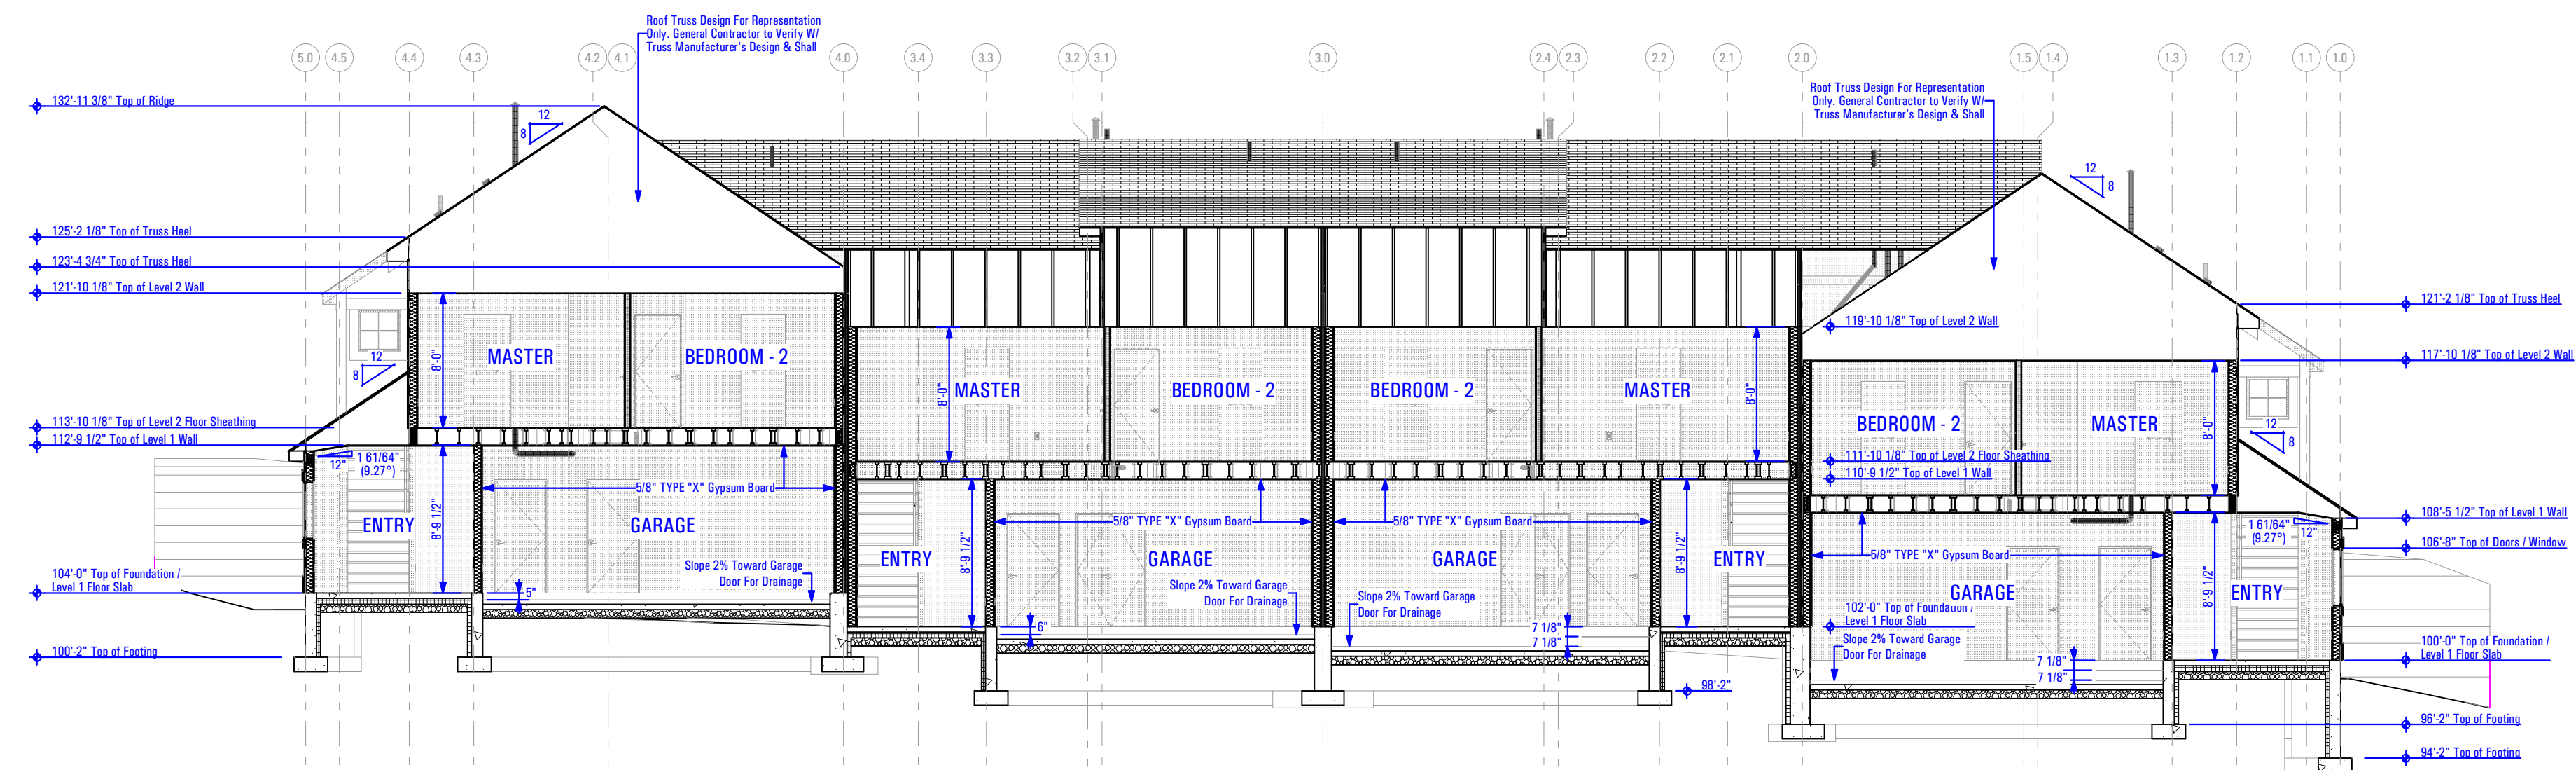 Roof Truss Design For Representation
Only. General Contractor to Verify W/
Truss Manufacturer's Design & Shall
5.0 4.5 4.4 4.3 4.2 4.1 4.0 3.4 3.3 3.2 3.1 3.0 2.4 2.3 2.2 2.1 2.0 1.5 1.4 1.3 1.2 1.1 1.0
Roof Truss Design For Representation
Only. General Contractor to Verify W/
Truss Manufacturer's Design & Shall
132'-11 3/8" Top of Ridge
12
8
12
8
125'-2 1/8" Top of Truss Heel
123'-4 3/4" Top of Truss Heel
121'-10 1/8" Top of Level 2 Wall
121'-2 1/8" Top of Truss Heel
119'-10 1/8" Top of Level 2 Wall
117'-10 1/8" Top of Level 2 Wall
12
8
8'-0"
MASTER
BEDROOM - 2
8'-0"
MASTER
BEDROOM - 2
BEDROOM - 2
MASTER
8'-0"
BEDROOM - 2
MASTER
8'-0"
12
8
113'-10 1/8" Top of Level 2 Floor Sheathing
112'-9 1/2" Top of Level 1 Wall
111'-10 1/8" Top of Level 2 Floor Sheathing
110'-9 1/2" Top of Level 1 Wall
12"
1 61/64"
(9.27°)
5/8" TYPE "X" Gypsum Board
5/8" TYPE "X" Gypsum Board
5/8" TYPE "X" Gypsum Board
5/8" TYPE "X" Gypsum Board
1 61/64"
(9.27°)
12"
108'-5 1/2" Top of Level 1 Wall
106'-8" Top of Doors / Window
ENTRY
8'-9 1/2"
GARAGE
ENTRY
8'-9 1/2"
GARAGE
GARAGE
8'-9 1/2"
ENTRY
GARAGE
8'-9 1/2"
ENTRY
104'-0" Top of Foundation /
Level 1 Floor Slab
5"
Slope 2% Toward Garage
Door For Drainage
6"
Slope 2% Toward Garage
Door For Drainage
Slope 2% Toward Garage
Door For Drainage
7 1/8"
7 1/8"
102'-0" Top of Foundation /
Level 1 Floor Slab
Slope 2% Toward Garage
Door For Drainage
7 1/8"
7 1/8"
100'-0" Top of Foundation /
Level 1 Floor Slab
100'-2" Top of Footing
98'-2"
96'-2" Top of Footing
94'-2" Top of Footing